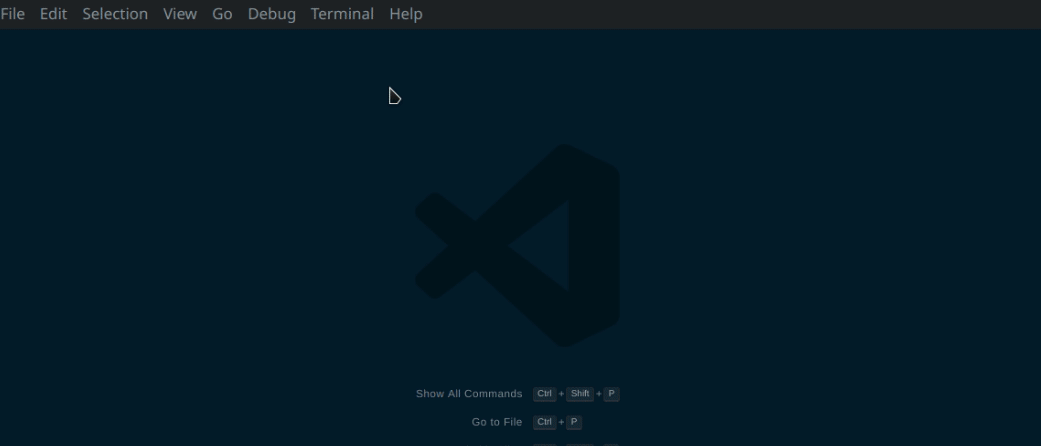 File Edit Selection View Go Debug Terminal Help
Show All Commands Ctrl + Shift + P
Go to File Ctrl + P